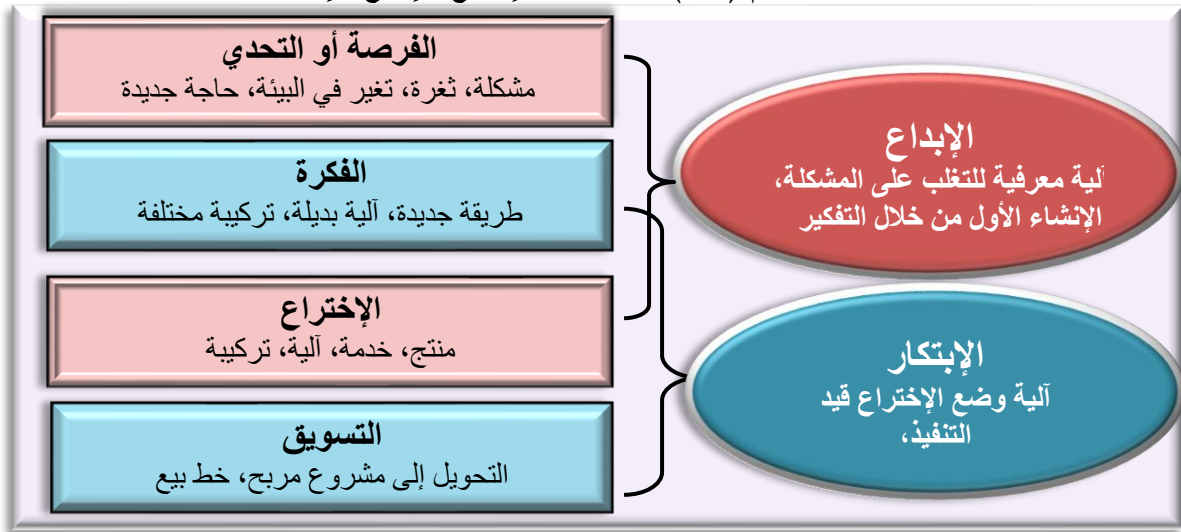 الفرصة أو التحدي
مشكلة، ثغرة، تغير في البيئة، حاجة جديدة
الفكرة
طريقة جديدة، آلية بديلة، تركيبة مختلفة
الإختراع
منتج، خدمة، آلية، تركيبة
التسويق
التحويل إلى مشروع مربح، خط بيع
الإبداع
آلية معرفية للتغلب على المشكلة،
الإنشاء الأول من خلال التفكير
الإبتكار
آلية وضع الإختراع قيد
التنفيذ،